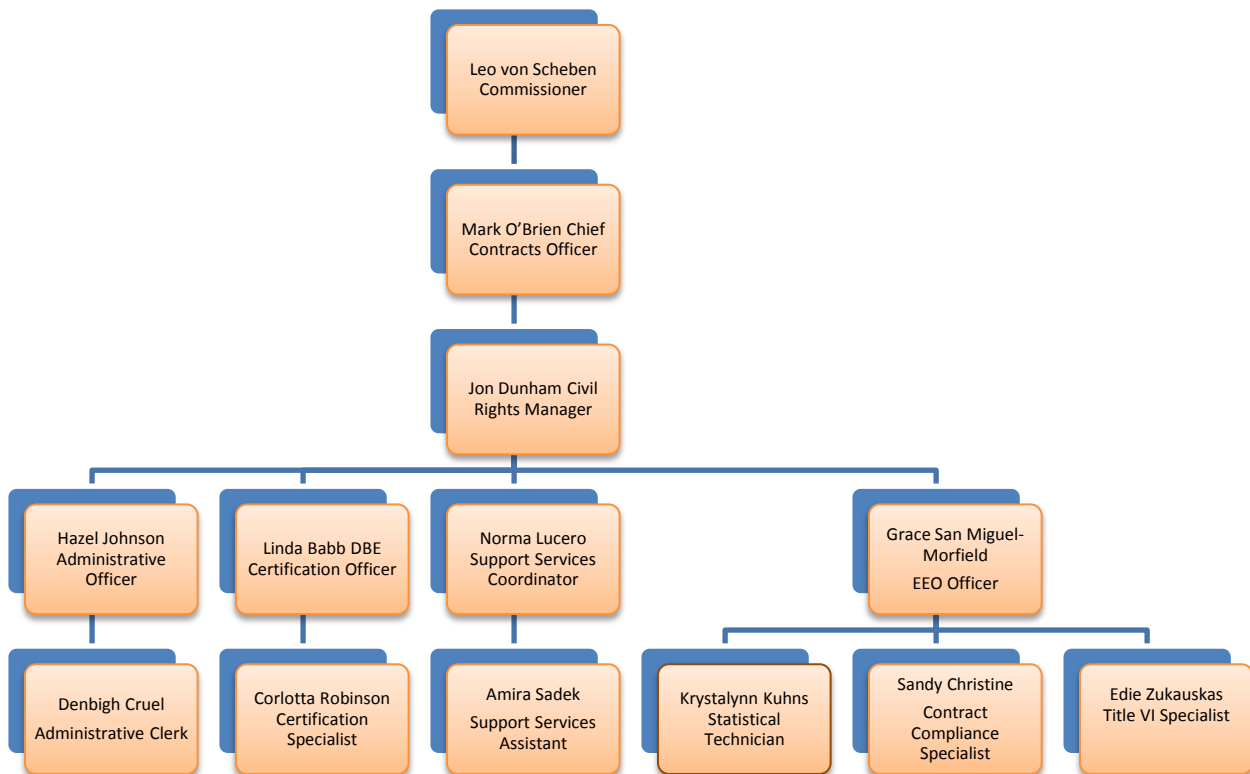 Leo von Scheben
Commissioner
Mark O’Brien Chief
Contracts Officer
Jon Dunham Civil
Rights Manager
Hazel Johnson
Administrative
Officer
Linda Babb DBE
Certification Officer
Norma Lucero
Support Services
Coordinator
Grace San Miguel-
Morfield
EEO Officer
Denbigh Cruel
Administrative Clerk
Corlotta Robinson
Certification
Specialist
Amira Sadek
Support Services
Assistant
Krystalynn Kuhns
Statistical
Technician
Sandy Christine
Contract
Compliance
Specialist
Edie Zukauskas
Title VI Specialist